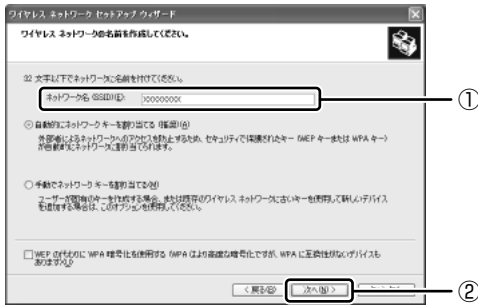 ワイヤレス ネットワーク セットアップ ウィザード
ワイヤレス ネットワークの名前を作成してください。
32 文字以下でネットワークに名前を付けてください。
ネットワーク名 (SSID)(E): xxxxxxxxx
①
自動的にネットワーク キーを割り当てる (推奨)(A)
外部者によるネットワークへのアクセスを防止するため、セキュリティで保護されたキー (WEP キーまたは WPA キー)
が自動的にネットワークに割り当てられます。
手動でネットワーク キーを割り当てる(M)
ユーザーが固有のキーを作成する場合、または既存のワイヤレス ネットワークに古いキーを使用して新しいデバイス
を追加する場合は、このオプションを使用してください。
WEP の代わりに WPA 暗号化を使用する (WPA はより高度な暗号化ですが、WPA に互換性がないデバイスも
あります)(U)
< 戻る(B) 次へ(N) >
②